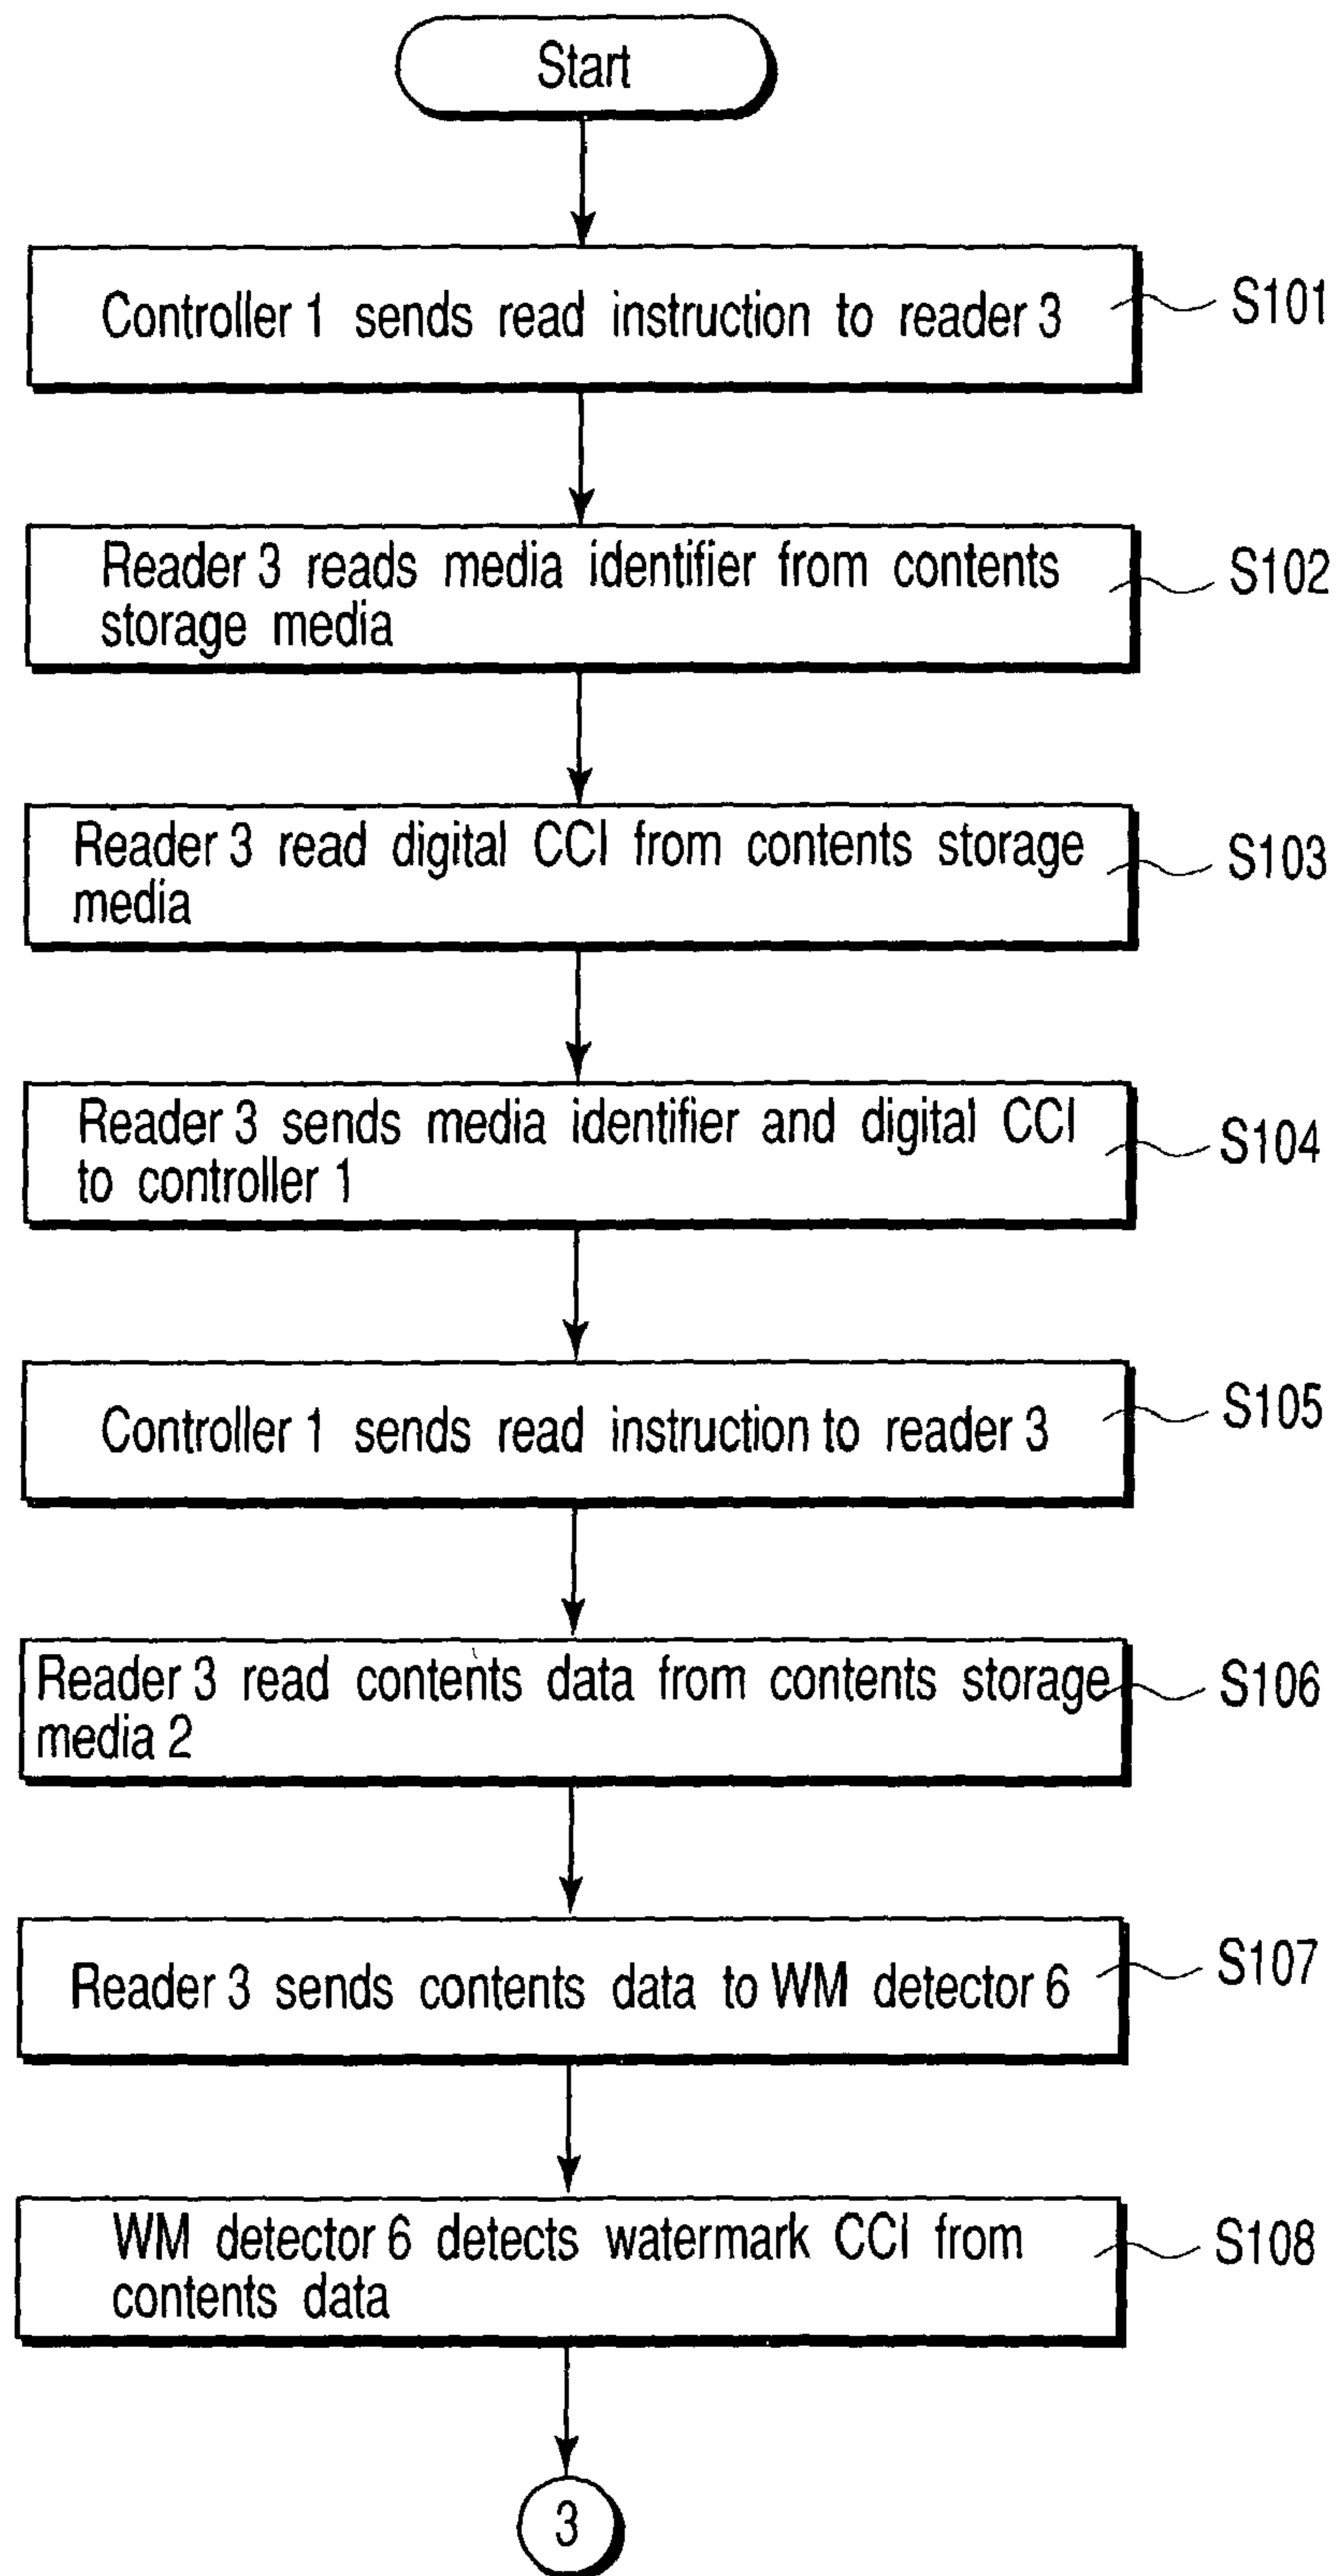 Start
Controller 1 sends read instruction to reader 3
S101
Reader 3 reads media identifier from contents
storage media
S102
Reader 3 read digital CCI from contents storage
media
S103
Reader 3 sends media identifier and digital CCI
to controller 1
S104
Controller 1 sends read instruction to reader 3
S105
Reader 3 read contents data from contents storage
media 2
S106
Reader 3 sends contents data to WM detector 6
S107
WM detector 6 detects watermark CCI from
contents data
S108
3